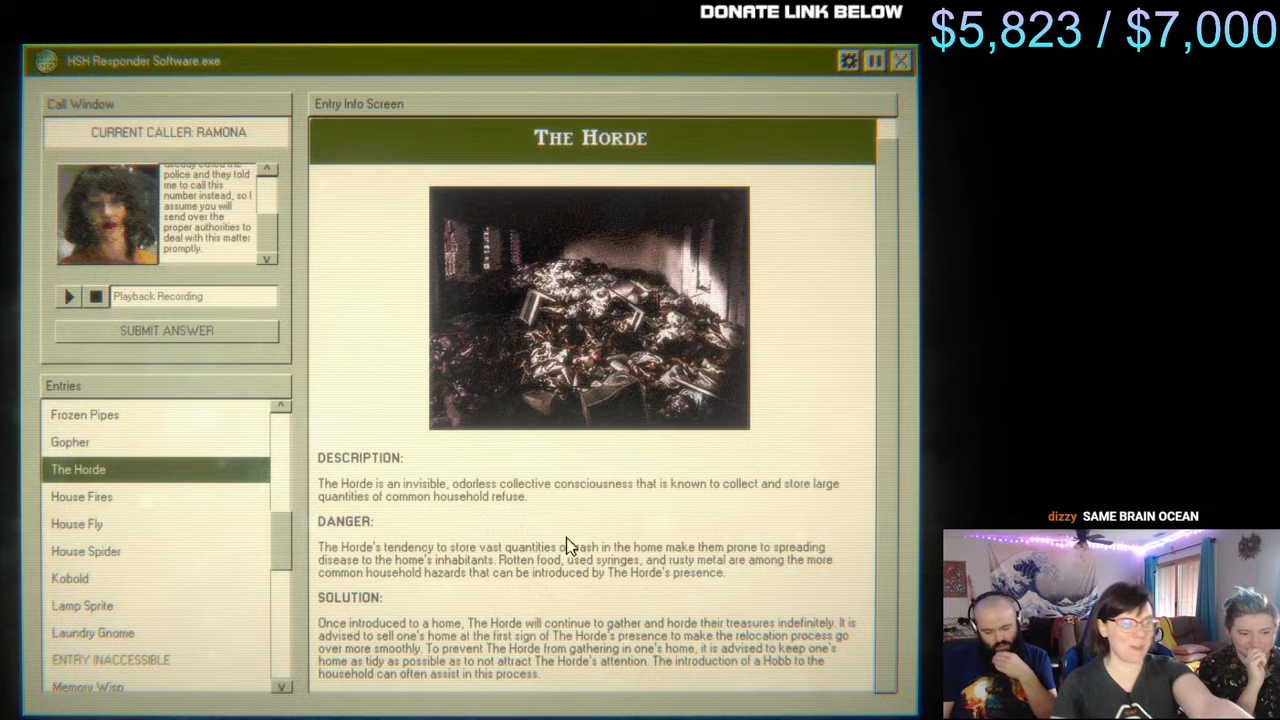 DONATE LINK BELOW
$5,823 / $7,000
HSH Responder Software.exe
Call Window
CURRENT CALLER: RAMONA
already called the
police and they told
me to call this
number instead, so I
assume you will
send over the
proper authorities to
deal with this matter
promptly.
Playback Recording
SUBMIT ANSWER
Entries
Frozen Pipes
Gopher
The Horde
House Fires
House Fly
House Spider
Kobold
Lamp Sprite
Laundry Gnome
ENTRY INACCESSIBLE
Memory Wisp
Entry Info Screen
THE HORDE
DESCRIPTION:
The Horde is an invisible, odorless collective consciousness that is known to collect and store large
quantities of common household refuse.
DANGER:
The Horde's tendency to store vast quantities of trash in the home make them prone to spreading
disease to the home's inhabitants. Rotten food, used syringes, and rusty metal are among the more
common household hazards that can be introduced by The Horde's presence.
SOLUTION:
Once introduced to a home, The Horde will continue to gather and horde their treasures indefinitely. It is
advised to sell one's home at the first sign of The Horde's presence to make the relocation process go
over more smoothly. To prevent The Horde from gathering in one's home, it is advised to keep one's
home as tidy as possible as to not attract The Horde's attention. The introduction of a Hobb to the
household can often assist in this process.
dizzy SAME BRAIN OCEAN